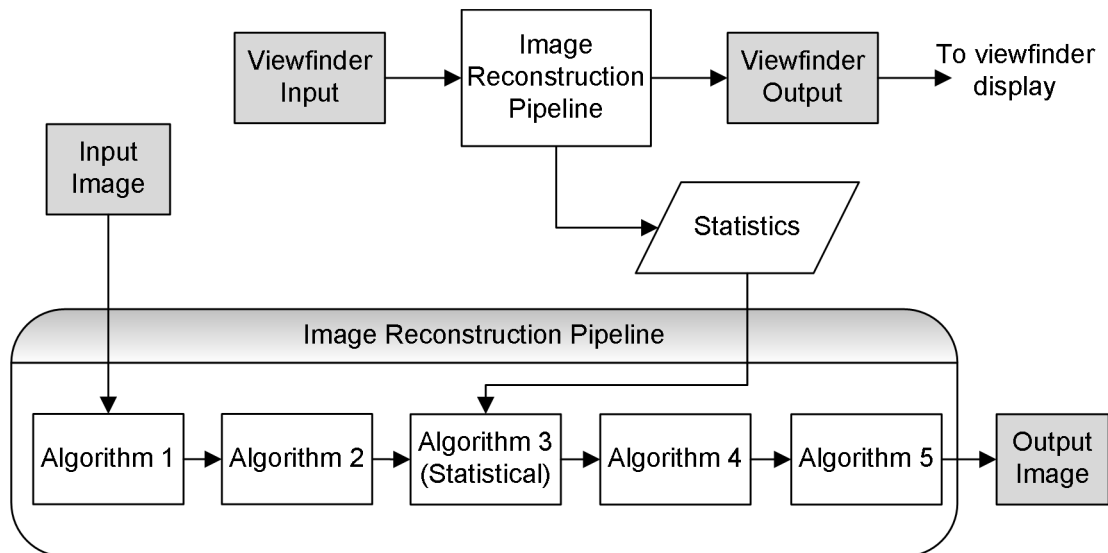 Viewfinder
Input
Image
Reconstruction
Pipeline
Viewfinder
Output
To viewfinder
display
Input
Image
Statistics
Image Reconstruction Pipeline
Algorithm 1
Algorithm 2
Algorithm 3
(Statistical)
Algorithm 4
Algorithm 5
Output
Image